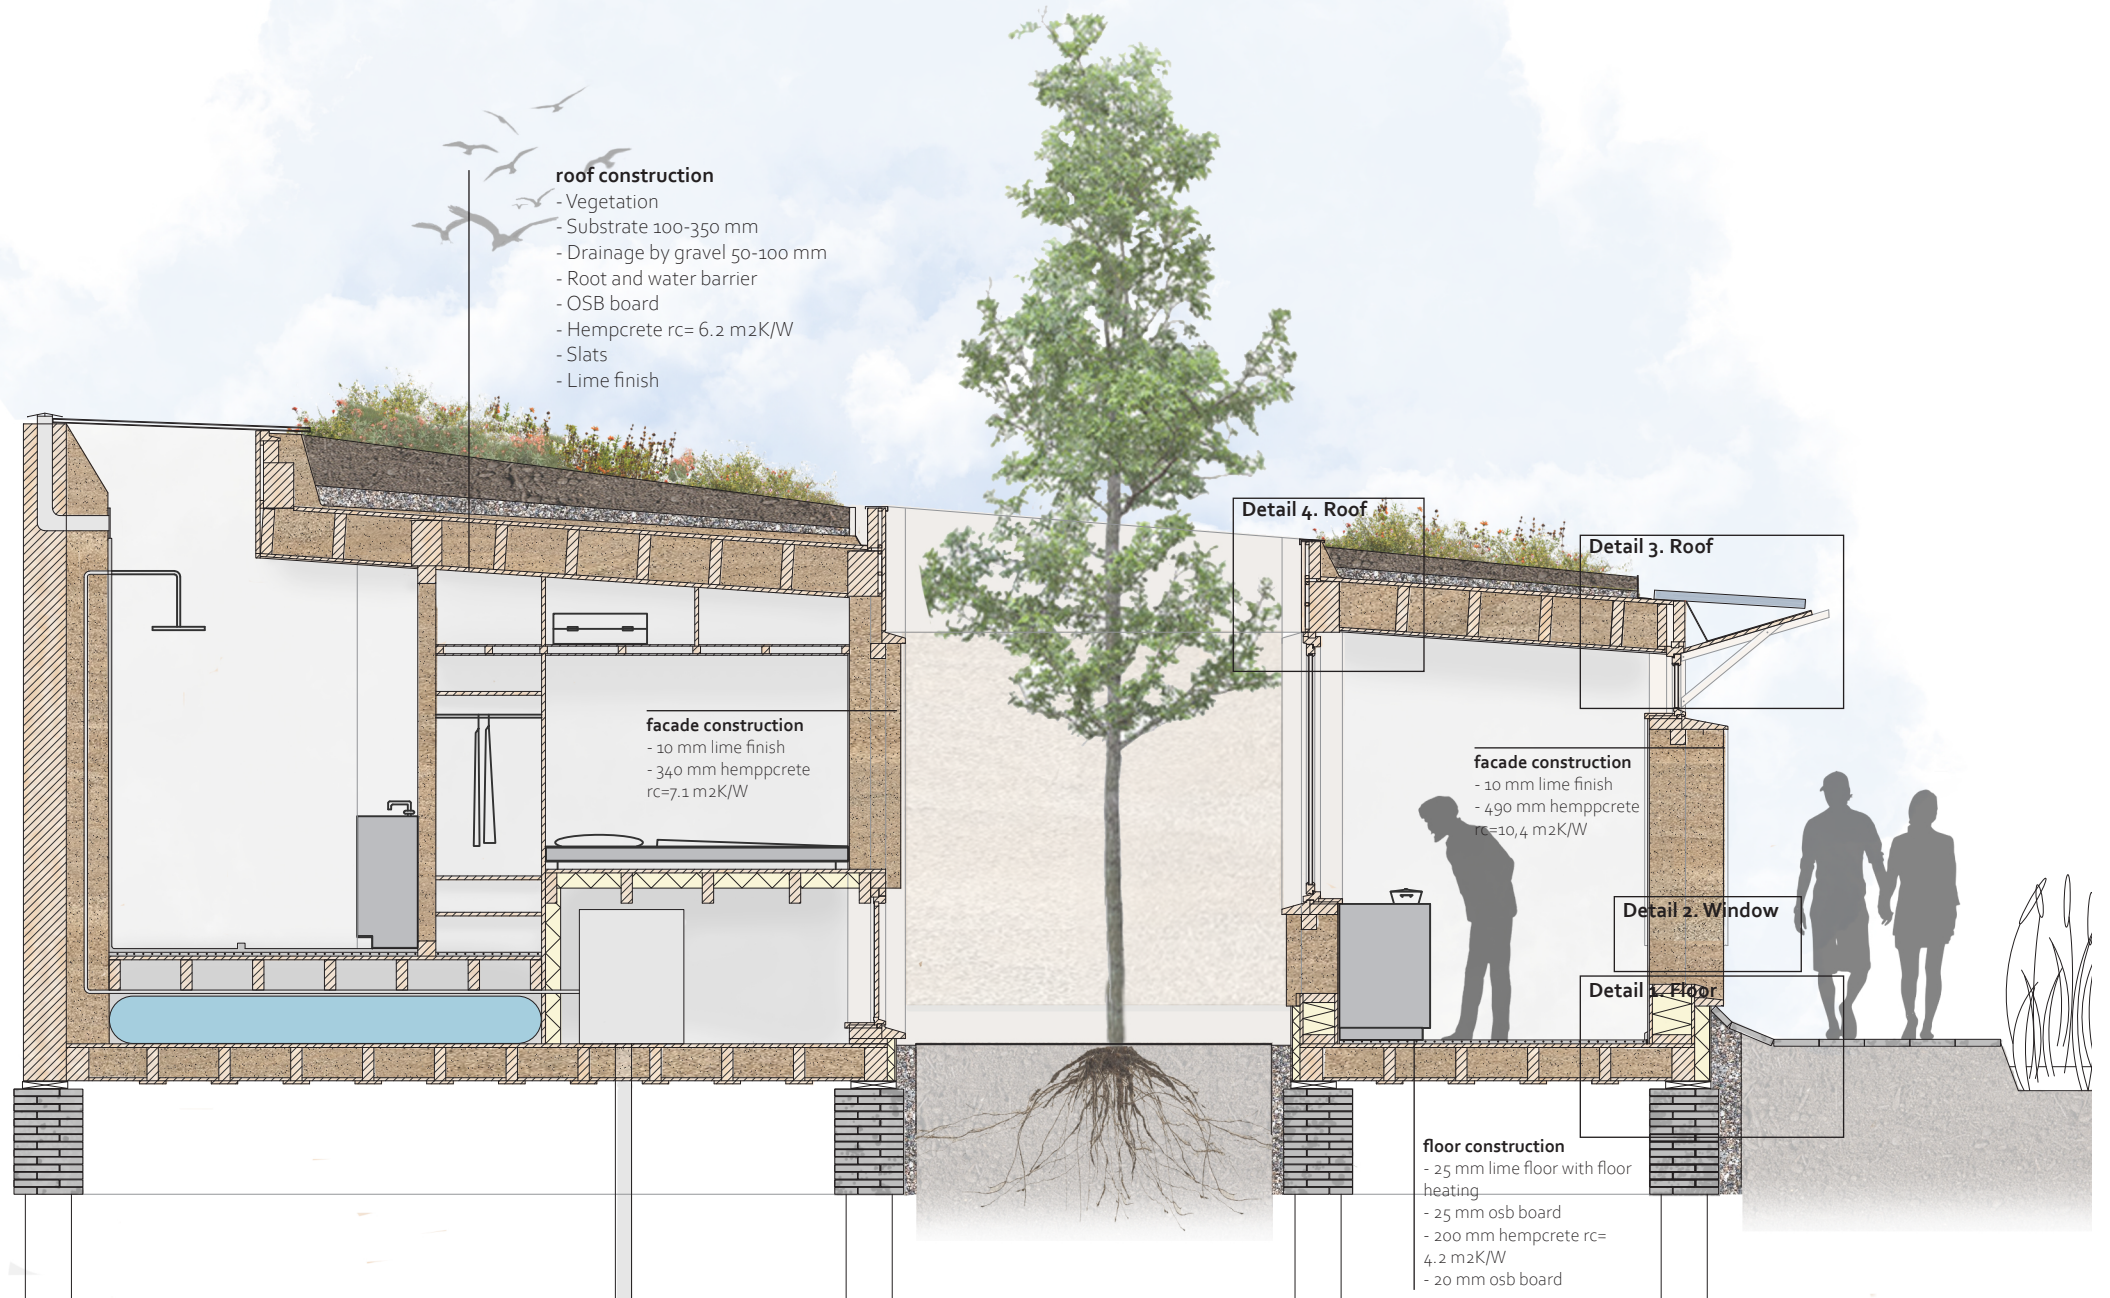 roof construction
- Vegetation
- Substrate 100-350 mm
- Drainage by gravel 50-100 mm
- Root and water barrier
- OSB board
- Hempcrete rc= 6.2 m2K/W
- Slats
- Lime finish
Detail 4. Roof
Detail 3. Roof
facade construction
- 10 mm lime finish
- 340 mm hemppcrete
rc=7.1 m2K/W
facade construction
- 10 mm lime finish
- 490 mm hemppcrete
rc=10,4 m2K/W
Detail 2. Window
Detail 1. Floor
floor construction
- 25 mm lime floor with floor
heating
- 25 mm osb board
- 200 mm hempcrete rc=
4.2 m2K/W
- 20 mm osb board